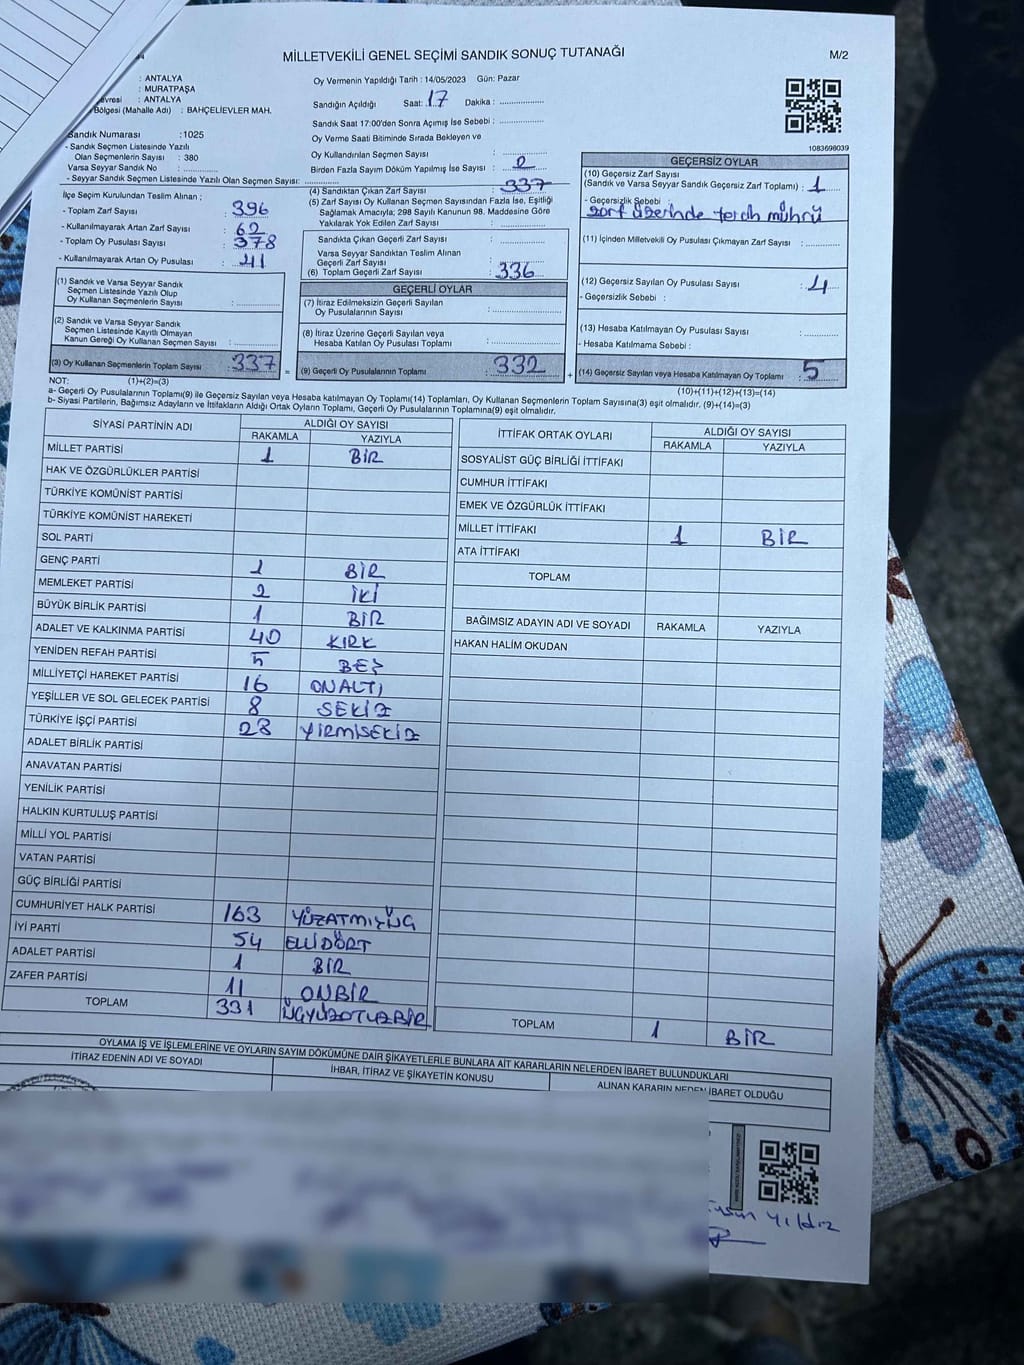 MİLLETVEKİLİ GENEL SEÇİMİ SANDIK SONUÇ TUTANAĞI
M/2
: ANTALYA
: MURATPAŞA
: ANTALYA
Bölgesi (Mahalle Adı) : BAHÇELİEVLER MAH.
Sandık Numarası : 1025
- Sandık Seçmen Listesinde Yazılı
Olan Seçmenlerin Sayısı : 380
Varsa Seyyar Sandık No :
- Seyyar Sandık Seçmen Listesinde Yazılı Olan Seçmen Sayısı:
Oy Vermenin Yapıldığı Tarih : 14/05/2023 Gün: Pazar
Sandığın Açıldığı Saat: 17 Dakika :
Sandık Saat 17:00'den Sonra Açımış İse Sebebi :
Oy Verme Saati Bitiminde Sırada Bekleyen ve
Oy Kullandırılan Seçmen Sayısı :
Birden Fazla Sayım Döküm Yapılmış İse Sayısı : 0
1083698039
İlçe Seçim Kurulundan Teslim Alınan ;
- Toplam Zarf Sayısı : 396
- Kullanılmayarak Artan Zarf Sayısı : 62
- Toplam Oy Pusulası Sayısı : 378
- Kullanılmayarak Artan Oy Pusulası : 41
(4) Sandıktan Çıkan Zarf Sayısı : 337
(5) Zarf Sayısı Oy Kullanan Seçmen Sayısından Fazla İse, Eşitliği
Sağlamak Amacıyla; 298 Sayılı Kanunun 98. Maddesine Göre
Yakılarak Yok Edilen Zarf Sayısı :
Sandıkta Çıkan Geçerli Zarf Sayısı :
Varsa Seyyar Sandıktan Teslim Alınan
Geçerli Zarf Sayısı
(6) Toplam Geçerli Zarf Sayısı : 336
GEÇERSİZ OYLAR
(10) Geçersiz Zarf Sayısı
(Sandık ve Varsa Seyyar Sandık Geçersiz Zarf Toplamı) : 1
- Geçersizlik Sebebi :
zarf üzerinde tercih mührü
(11) İçinden Milletvekili Oy Pusulası Çıkmayan Zarf Sayısı :
(12) Geçersiz Sayılan Oy Pusulası Sayısı : 4
- Geçersizlik Sebebi :
(13) Hesaba Katılmayan Oy Pusulası Sayısı :
- Hesaba Katılmama Sebebi :
(14) Geçersiz Sayılan veya Hesaba Katılmayan Oy Toplamı : 5
(10)+(11)+(12)+(13)=(14)
(1) Sandık ve Varsa Seyyar Sandık
Seçmen Listesinde Yazılı Olup
Oy Kullanan Seçmenlerin Sayısı :
(2) Sandık ve Varsa Seyyar Sandık
Seçmen Listesinde Kayıtlı Olmayan
Kanun Gereği Oy Kullanan Seçmen Sayısı :
(3) Oy Kullanan Seçmenlerin Toplam Sayısı : 337
(1)+(2)=(3)
GEÇERLİ OYLAR
(7) İtiraz Edilmeksizin Geçerli Sayılan
Oy Pusulalarının Sayısı :
(8) İtiraz Üzerine Geçerli Sayılan veya
Hesaba Katılan Oy Pusulası Toplamı :
= (9) Geçerli Oy Pusulalarının Toplamı : 332 +
NOT:
a- Geçerli Oy Pusulalarının Toplamı(9) ile Geçersiz Sayılan veya Hesaba katılmayan Oy Toplamı(14) Toplamları, Oy Kullanan Seçmenlerin Toplam Sayısına(3) eşit olmalıdır. (9)+(14)=(3)
b- Siyasi Partilerin, Bağımsız Adayların ve İttifakların Aldığı Ortak Oyların Toplamı, Geçerli Oy Pusulalarının Toplamına(9) eşit olmalıdır.
SİYASİ PARTİNİN ADI ALDIĞI OY SAYISI
RAKAMLA YAZIYLA
MİLLET PARTİSİ 1 BİR
HAK VE ÖZGÜRLÜKLER PARTİSİ
TÜRKİYE KOMÜNİST PARTİSİ
TÜRKİYE KOMÜNİST HAREKETİ
SOL PARTİ
GENÇ PARTİ 1 BİR
MEMLEKET PARTİSİ 2 İKİ
BÜYÜK BİRLİK PARTİSİ 1 BİR
ADALET VE KALKINMA PARTİSİ 40 KIRK
YENİDEN REFAH PARTİSİ 5 BEŞ
MİLLİYETÇİ HAREKET PARTİSİ 16 ONALTI
YEŞİLLER VE SOL GELECEK PARTİSİ 8 SEKİZ
TÜRKİYE İŞÇİ PARTİSİ 28 YİRMİSEKİZ
ADALET BİRLİK PARTİSİ
ANAVATAN PARTİSİ
YENİLİK PARTİSİ
HALKIN KURTULUŞ PARTİSİ
MİLLİ YOL PARTİSİ
VATAN PARTİSİ
GÜÇ BİRLİĞİ PARTİSİ
CUMHURİYET HALK PARTİSİ 163 YÜZATMIŞÜÇ
İYİ PARTİ 54 ELLİDÖRT
ADALET PARTİSİ 1 BİR
ZAFER PARTİSİ 11 ONBİR
TOPLAM 331 ÜÇYÜZOTUZBİR
İTTİFAK ORTAK OYLARI ALDIĞI OY SAYISI
RAKAMLA YAZIYLA
SOSYALİST GÜÇ BİRLİĞİ İTTİFAKI
CUMHUR İTTİFAKI
EMEK VE ÖZGÜRLÜK İTTİFAKI
MİLLET İTTİFAKI 1 BİR
ATA İTTİFAKI
TOPLAM
BAĞIMSIZ ADAYIN ADI VE SOYADI RAKAMLA YAZIYLA
HAKAN HALİM OKUDAN
TOPLAM 1 BİR
OYLAMA İŞ VE İŞLEMLERİNE VE OYLARIN SAYIM DÖKÜMÜNE DAİR ŞİKAYETLERLE BUNLARA AİT KARARLARIN NELERDEN İBARET BULUNDUKLARI
İTİRAZ EDENİN ADI VE SOYADI İHBAR, İTİRAZ VE ŞİKAYETİN KONUSU ALINAN KARARIN NEDEN İBARET OLDUĞU
yıldız